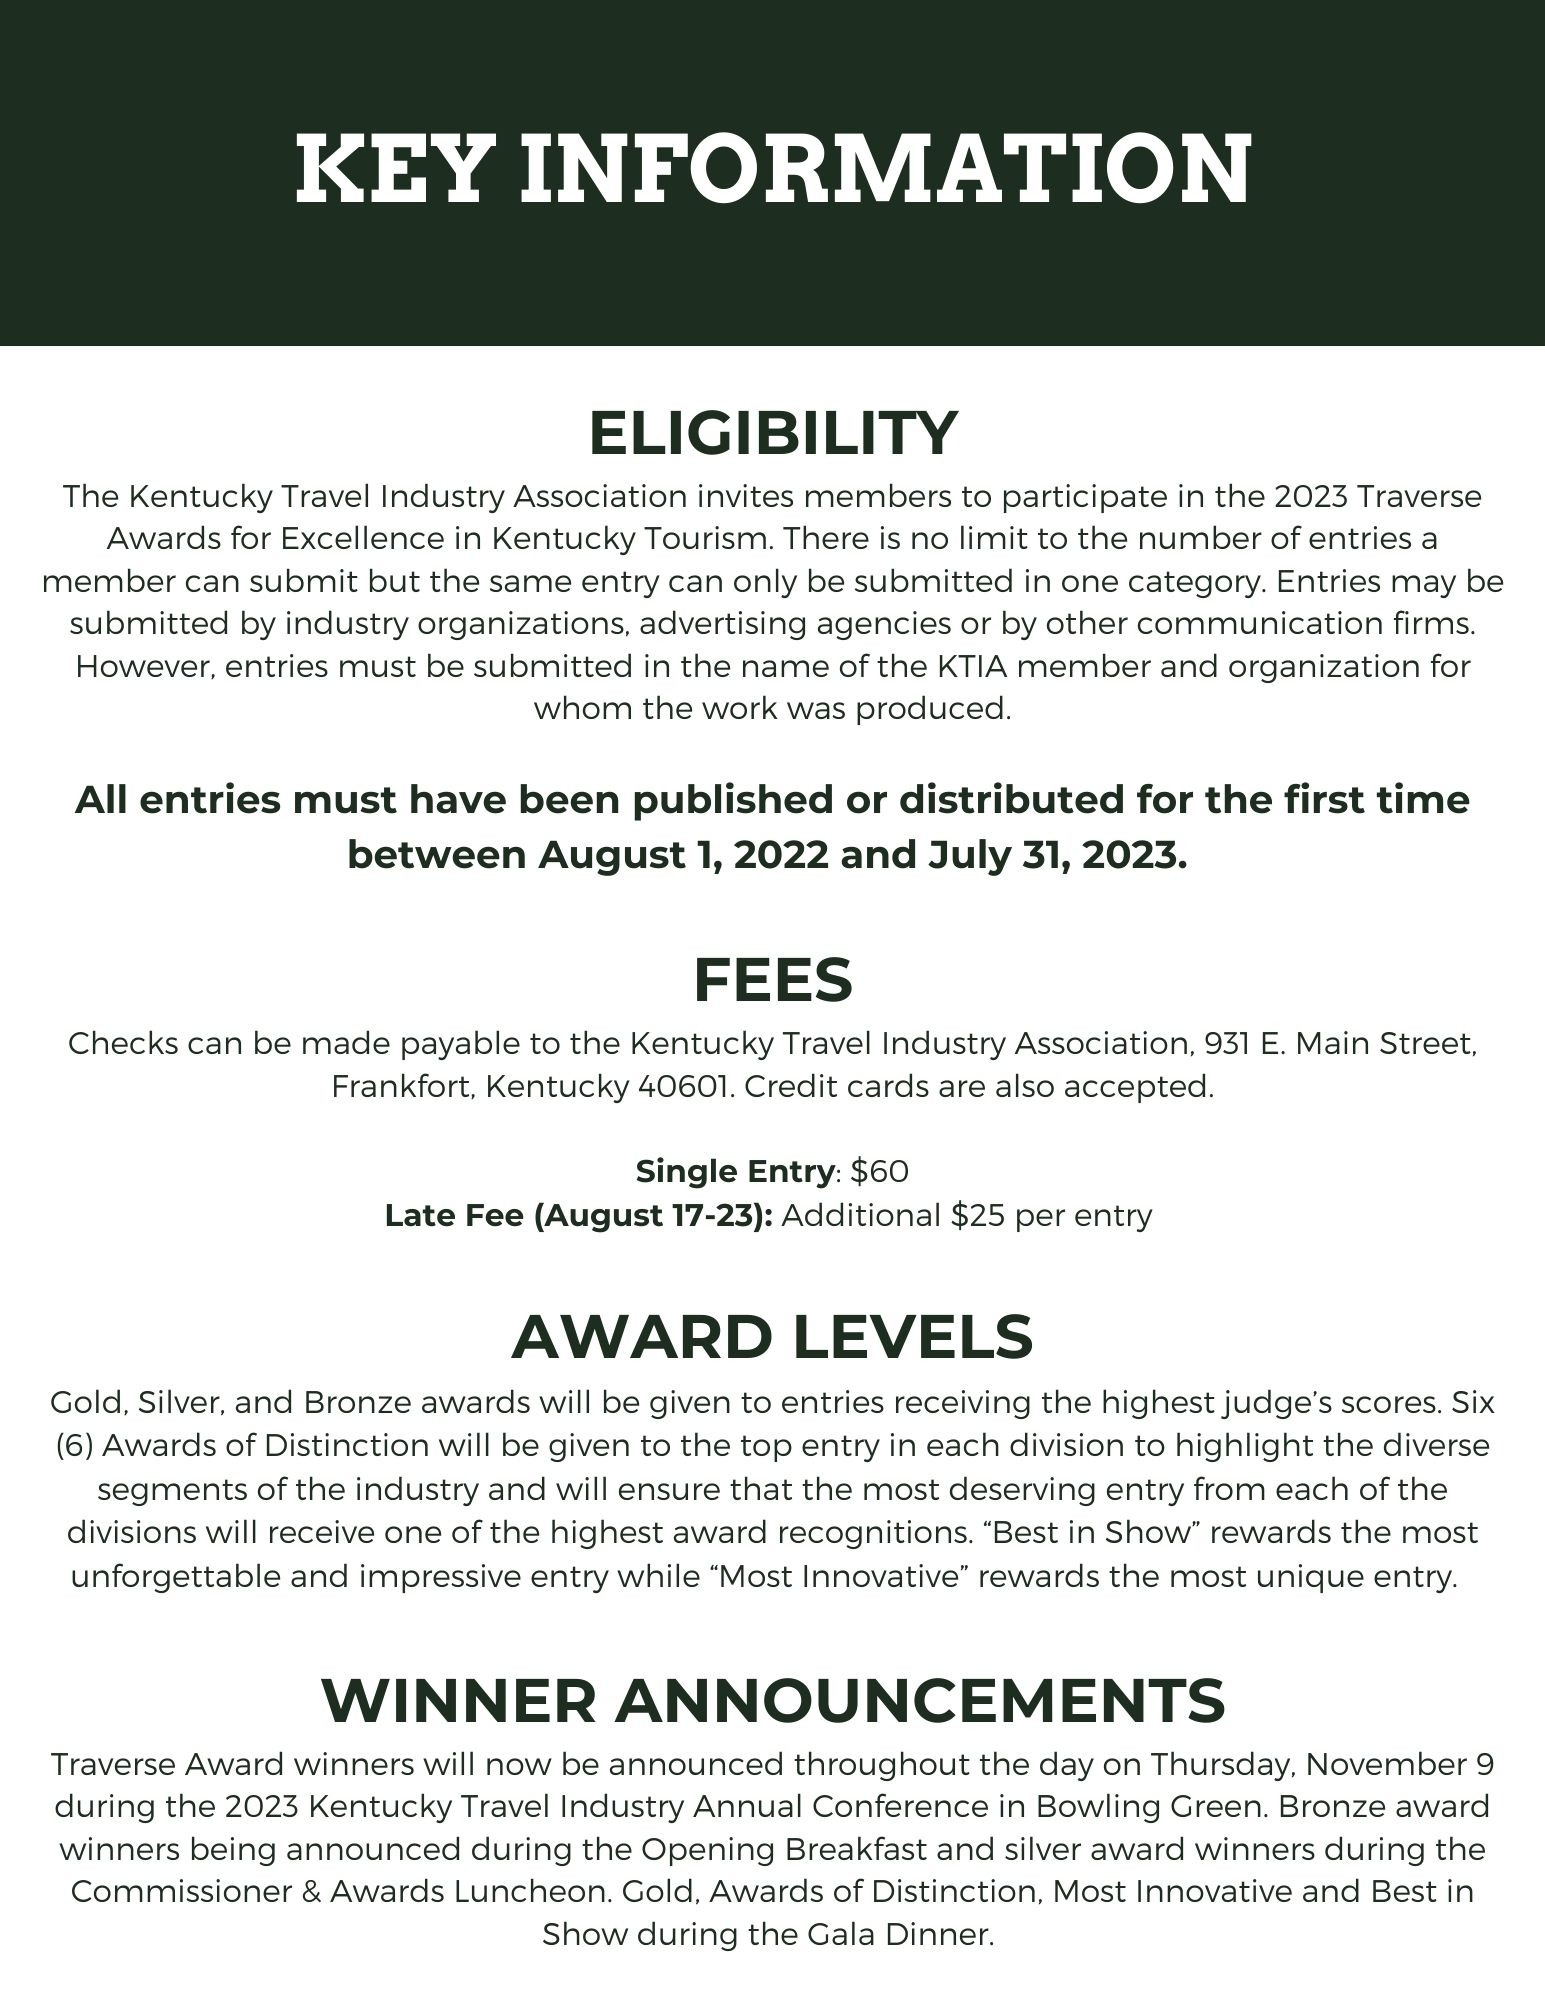 KEY INFORMATION
ELIGIBILITY
The Kentucky Travel Industry Association invites members to participate in the 2023 Traverse
Awards for Excellence in Kentucky Tourism. There is no limit to the number of entries a
member can submit but the same entry can only be submitted in one category. Entries may be
submitted by industry organizations, advertising agencies or by other communication firms.
However, entries must be submitted in the name of the KTIA member and organization for
whom the work was produced.
All entries must have been published or distributed for the first time
between August 1, 2022 and July 31, 2023.
FEES
Checks can be made payable to the Kentucky Travel Industry Association, 931 E. Main Street,
Frankfort, Kentucky 40601. Credit cards are also accepted.
Single Entry: $60
Late Fee (August 17-23): Additional $25 per entry
AWARD LEVELS
Gold, Silver, and Bronze awards will be given to entries receiving the highest judge’s scores. Six
(6) Awards of Distinction will be given to the top entry in each division to highlight the diverse
segments of the industry and will ensure that the most deserving entry from each of the
divisions will receive one of the highest award recognitions. “Best in Show” rewards the most
unforgettable and impressive entry while “Most Innovative” rewards the most unique entry.
WINNER ANNOUNCEMENTS
Traverse Award winners will now be announced throughout the day on Thursday, November 9
during the 2023 Kentucky Travel Industry Annual Conference in Bowling Green. Bronze award
winners being announced during the Opening Breakfast and silver award winners during the
Commissioner & Awards Luncheon. Gold, Awards of Distinction, Most Innovative and Best in
Show during the Gala Dinner.